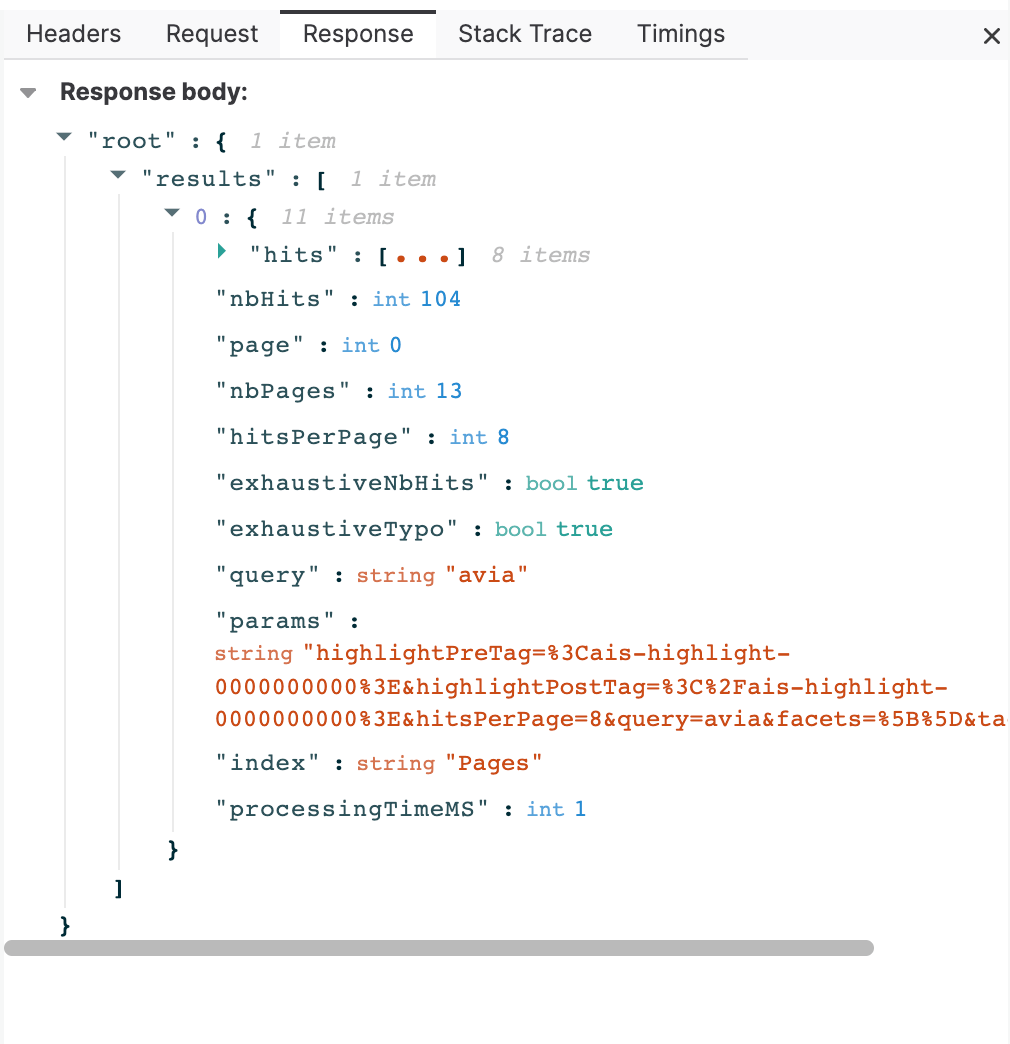 Headers Request Response Stack Trace Timings ×
Response body:
"root" : { 1 item
"results" : [ 1 item
0 : { 11 items
"hits" : [...] 8 items
"nbHits" : int 104
"page" : int 0
"nbPages" : int 13
"hitsPerPage" : int 8
"exhaustiveNbHits" : bool true
"exhaustiveTypo" : bool true
"query" : string "avia"
"params" :
string "highlightPreTag=%3Cais-highlight-
0000000000%3E&highlightPostTag=%3C%2Fais-highlight-
0000000000%3E&hitsPerPage=8&query=avia&facets=%5B%5D&ta
"index" : string "Pages"
"processingTimeMS" : int 1
}
]
}